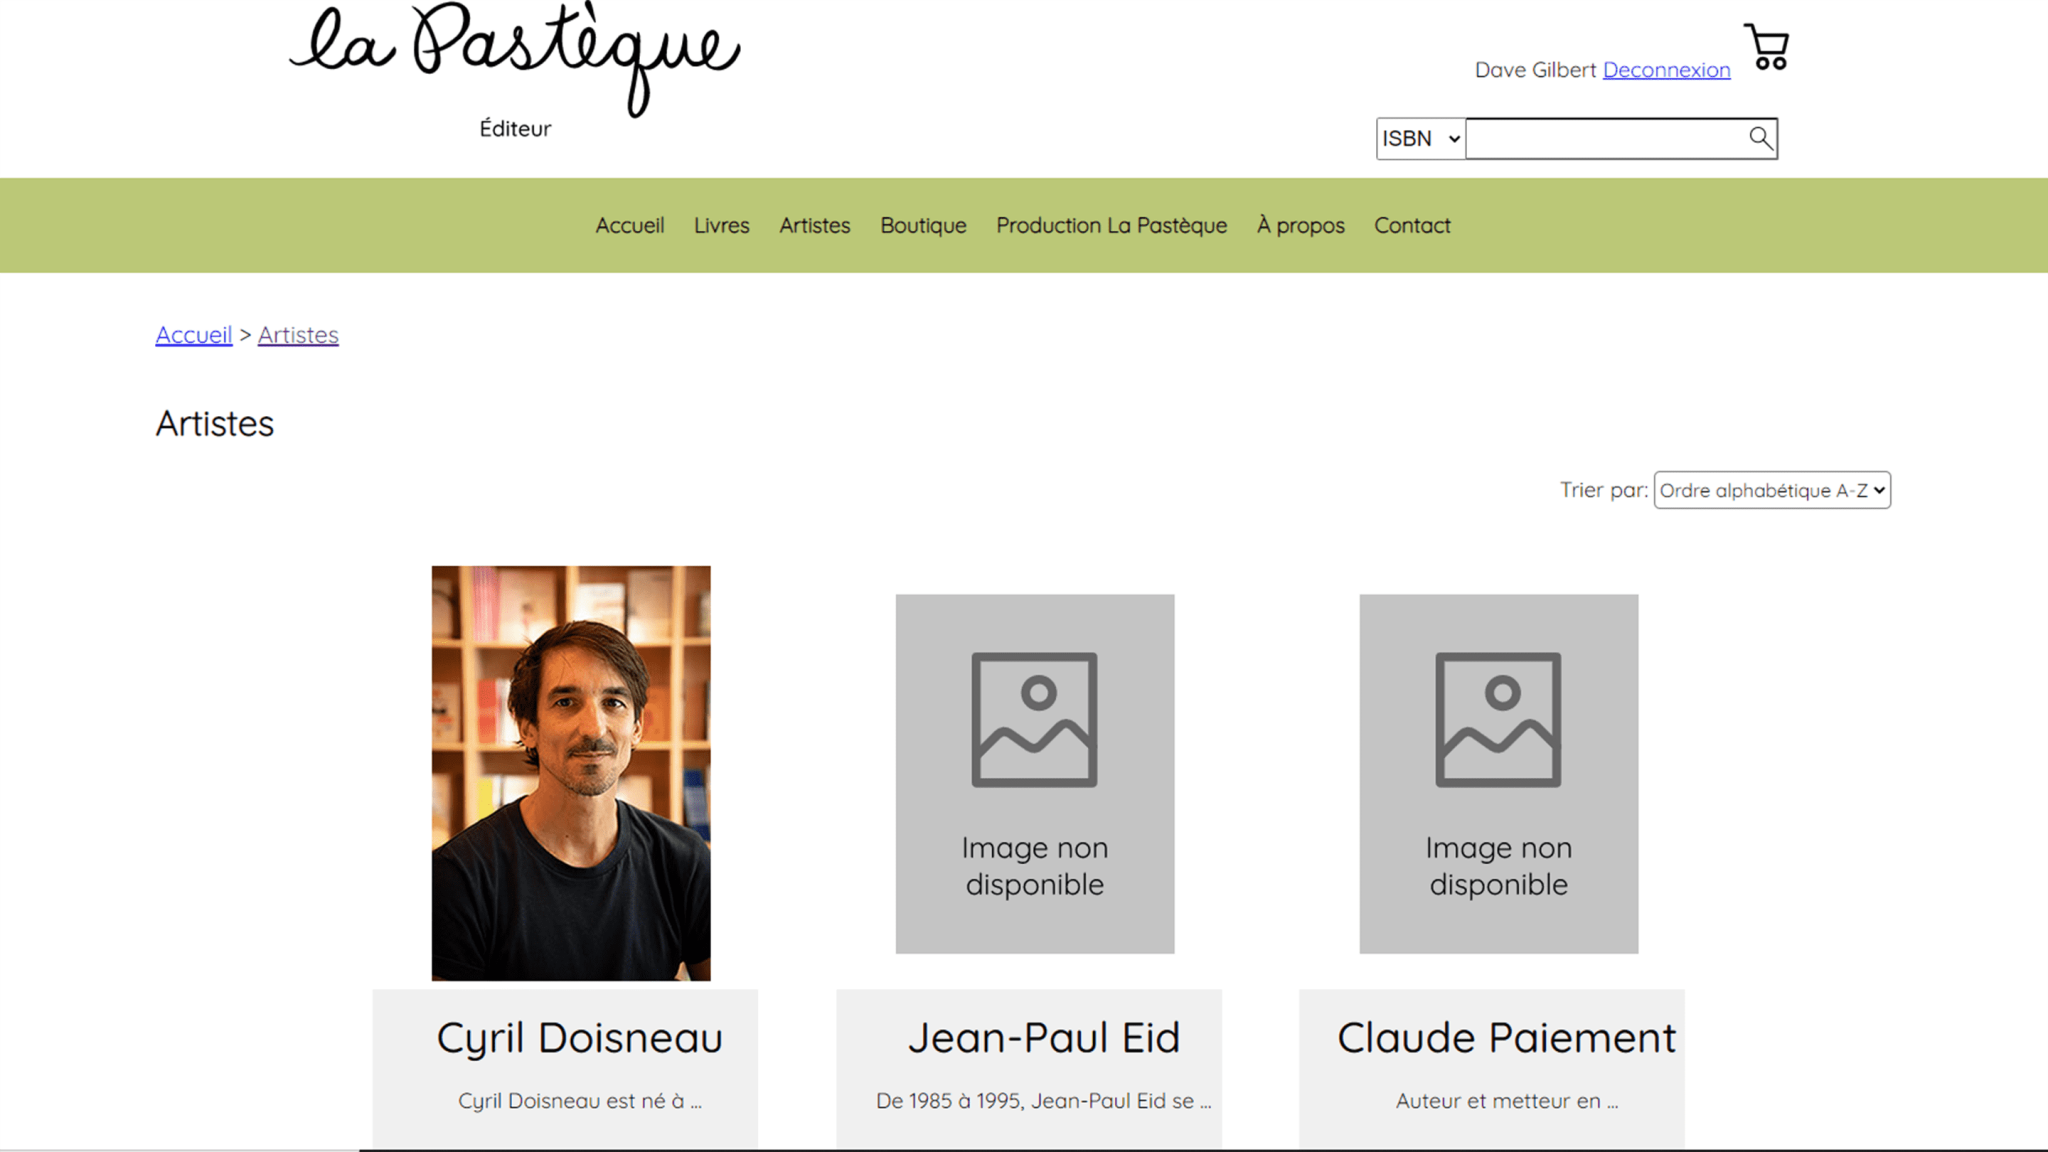 la Pastèque
Éditeur
Dave Gilbert Deconnexion
ISBN
Accueil Livres Artistes Boutique Production La Pastèque À propos Contact
Accueil > Artistes
Artistes
Trier par: Ordre alphabétique A-Z
Image non
disponible
Image non
disponible
Cyril Doisneau
Cyril Doisneau est né à ...
Jean-Paul Eid
De 1985 à 1995, Jean-Paul Eid se ...
Claude Paiement
Auteur et metteur en ...